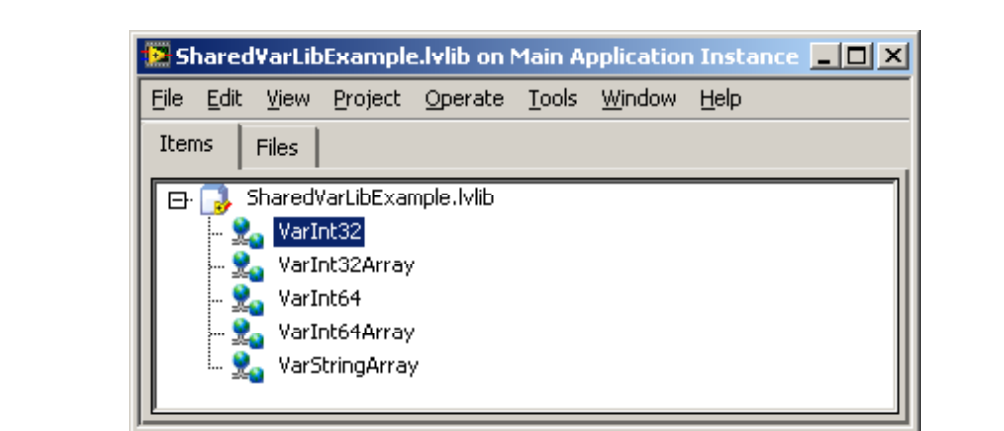 SharedVarLibExample.lvlib on Main Application Instance
File Edit View Project Operate Tools Window Help
Items Files
SharedVarLibExample.lvlib
VarInt32
VarInt32Array
VarInt64
VarInt64Array
VarStringArray